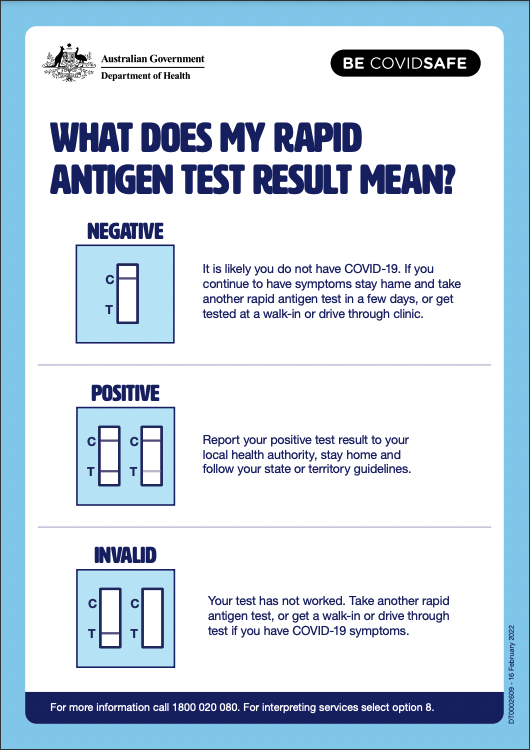 Australian Government
Department of Health
BE COVIDSAFE
WHAT DOES MY RAPID
ANTIGEN TEST RESULT MEAN?
NEGATIVE
C
T
It is likely you do not have COVID-19. If you
continue to have symptoms stay hame and take
another rapid antigen test in a few days, or get
tested at a walk-in or drive through clinic.
POSITIVE
C C
T T
Report your positive test result to your
local health authority, stay home and
follow your state or territory guidelines.
INVALID
C C
T T
Your test has not worked. Take another rapid
antigen test, or get a walk-in or drive through
test if you have COVID-19 symptoms.
For more information call 1800 020 080. For interpreting services select option 8.
DT0002609 - 16 February 2022